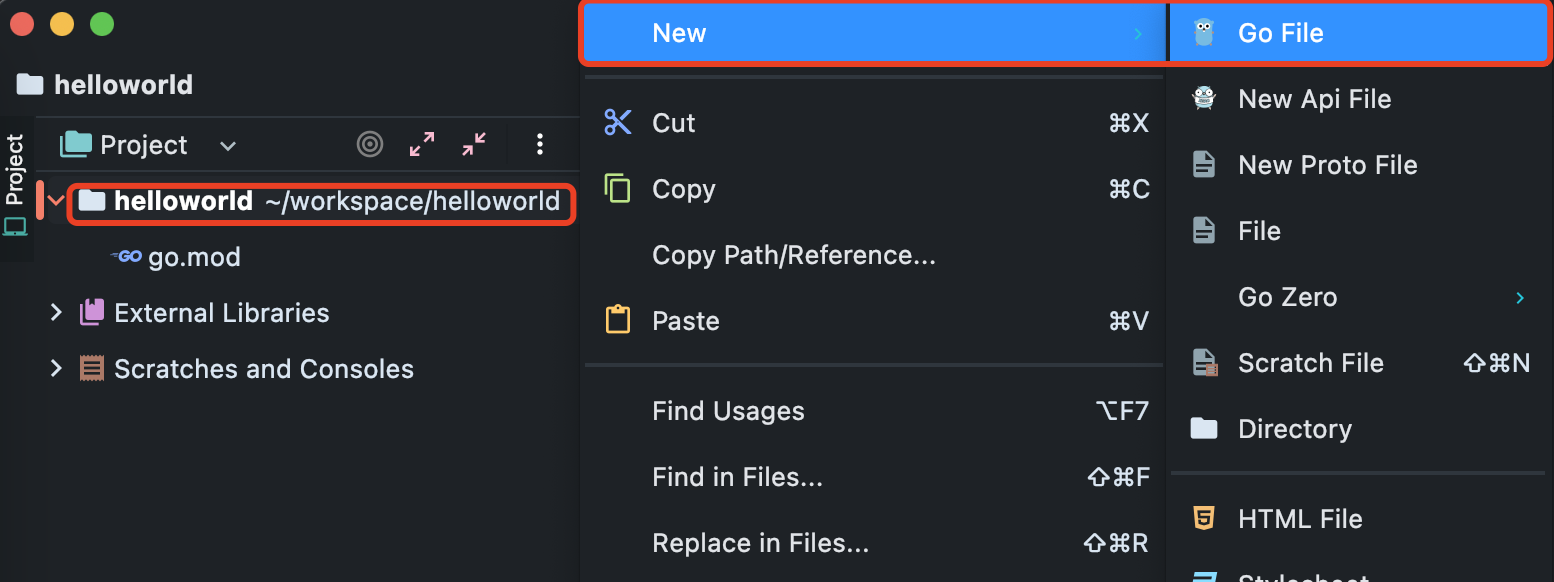 helloworld
Project
Project
helloworld ~/workspace/helloworld
GO go.mod
External Libraries
Scratches and Consoles
New
Cut ⌘X
Copy ⌘C
Copy Path/Reference...
Paste ⌘V
Find Usages ⌥F7
Find in Files... ⇧⌘F
Replace in Files... ⇧⌘R
Go File
New Api File
New Proto File
File
Go Zero
Scratch File ⇧⌘N
Directory
HTML File
Stylesheet